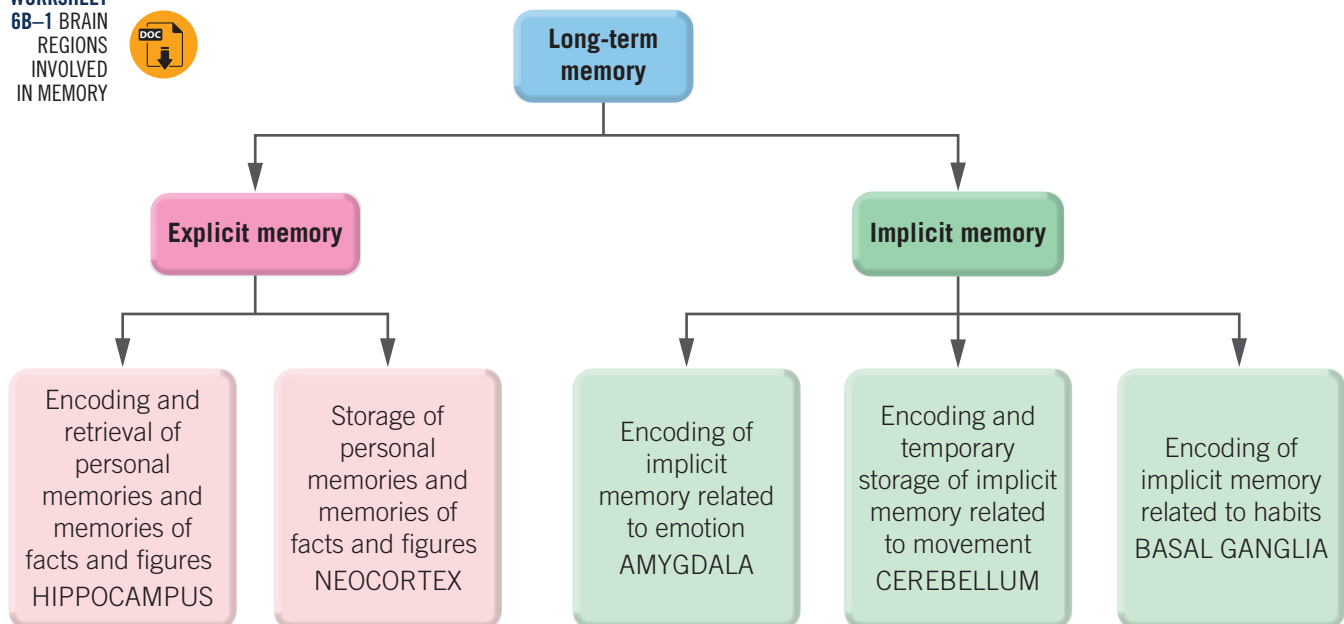 6B–1 BRAIN
REGIONS
INVOLVED
IN MEMORY
DOC
Long-term
memory
Explicit memory
Implicit memory
Encoding and
retrieval of
personal
memories and
memories of
facts and figures
HIPPOCAMPUS
Storage of
personal
memories and
memories of
facts and figures
NEOCORTEX
Encoding of
implicit
memory related
to emotion
AMYGDALA
Encoding and
temporary
storage of implicit
memory related
to movement
CEREBELLUM
Encoding of
implicit memory
related to habits
BASAL GANGLIA